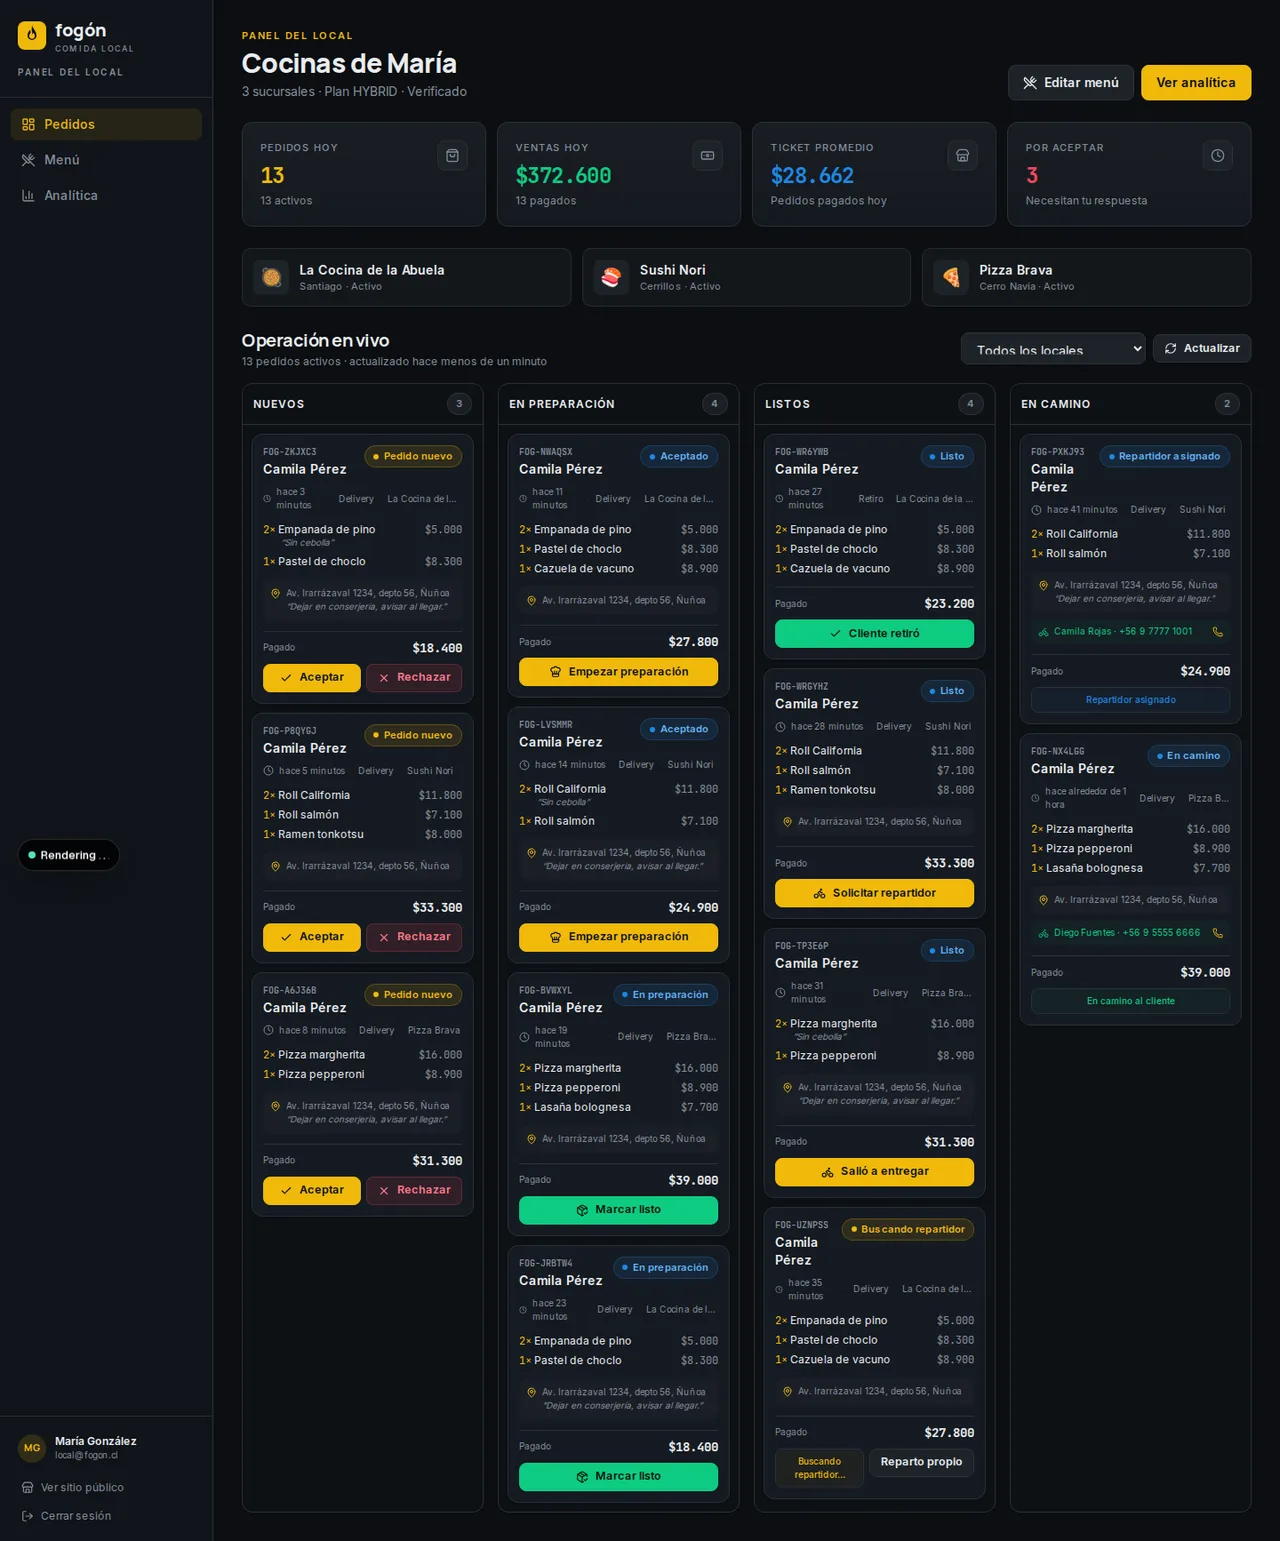 fogón
COMIDA LOCAL
PANEL DEL LOCAL
Pedidos
Menú
Analítica
Rendering...
MG
María González
local@fogon.cl
Ver sitio público
Cerrar sesión
PANEL DEL LOCAL
Cocinas de María
3 sucursales · Plan HYBRID · Verificado
Editar menú
Ver analítica
PEDIDOS HOY
13
13 activos
VENTAS HOY
$372.600
13 pagados
TICKET PROMEDIO
$28.662
Pedidos pagados hoy
POR ACEPTAR
3
Necesitan tu respuesta
La Cocina de la Abuela
Santiago · Activo
Sushi Nori
Cerrillos · Activo
Pizza Brava
Cerro Navia · Activo
Operación en vivo
13 pedidos activos · actualizado hace menos de un minuto
Todos los locales
Actualizar
NUEVOS 3
FOG-ZKJXC3
Camila Pérez
Pedido nuevo
hace 3 minutos Delivery La Cocina de l...
2× Empanada de pino $5.000
"Sin cebolla"
1× Pastel de choclo $8.300
Av. Irarrázaval 1234, depto 56, Ñuñoa
"Dejar en conserjería, avisar al llegar."
Pagado $18.400
Aceptar Rechazar
FOG-P8QYGJ
Camila Pérez
Pedido nuevo
hace 5 minutos Delivery Sushi Nori
2× Roll California $11.800
1× Roll salmón $7.100
1× Ramen tonkotsu $8.000
Av. Irarrázaval 1234, depto 56, Ñuñoa
Pagado $33.300
Aceptar Rechazar
FOG-A6J36B
Camila Pérez
Pedido nuevo
hace 8 minutos Delivery Pizza Brava
2× Pizza margherita $16.000
1× Pizza pepperoni $8.900
Av. Irarrázaval 1234, depto 56, Ñuñoa
"Dejar en conserjería, avisar al llegar."
Pagado $31.300
Aceptar Rechazar
EN PREPARACIÓN 4
FOG-NWAQSX
Camila Pérez
Aceptado
hace 11 minutos Delivery La Cocina de l...
2× Empanada de pino $5.000
1× Pastel de choclo $8.300
1× Cazuela de vacuno $8.900
Av. Irarrázaval 1234, depto 56, Ñuñoa
Pagado $27.800
Empezar preparación
FOG-LVSMMR
Camila Pérez
Aceptado
hace 14 minutos Delivery Sushi Nori
2× Roll California $11.800
"Sin cebolla"
1× Roll salmón $7.100
Av. Irarrázaval 1234, depto 56, Ñuñoa
"Dejar en conserjería, avisar al llegar."
Pagado $24.900
Empezar preparación
FOG-BVWXYL
Camila Pérez
En preparación
hace 19 minutos Delivery Pizza Bra...
2× Pizza margherita $16.000
1× Pizza pepperoni $8.900
1× Lasaña bolognesa $7.700
Av. Irarrázaval 1234, depto 56, Ñuñoa
Pagado $39.000
Marcar listo
FOG-JRBTW4
Camila Pérez
En preparación
hace 23 minutos Delivery La Cocina de l...
2× Empanada de pino $5.000
1× Pastel de choclo $8.300
Av. Irarrázaval 1234, depto 56, Ñuñoa
"Dejar en conserjería, avisar al llegar."
Pagado $18.400
Marcar listo
LISTOS 4
FOG-WR6YWB
Camila Pérez
Listo
hace 27 minutos Retiro La Cocina de la ...
2× Empanada de pino $5.000
1× Pastel de choclo $8.300
1× Cazuela de vacuno $8.900
Pagado $23.200
Cliente retiró
FOG-WRGYHZ
Camila Pérez
Listo
hace 28 minutos Delivery Sushi Nori
2× Roll California $11.800
1× Roll salmón $7.100
1× Ramen tonkotsu $8.000
Av. Irarrázaval 1234, depto 56, Ñuñoa
Pagado $33.300
Solicitar repartidor
FOG-TP3E6P
Camila Pérez
Listo
hace 31 minutos Delivery Pizza Bra...
2× Pizza margherita $16.000
"Sin cebolla"
1× Pizza pepperoni $8.900
Av. Irarrázaval 1234, depto 56, Ñuñoa
"Dejar en conserjería, avisar al llegar."
Pagado $31.300
Salió a entregar
FOG-UZNPSS
Camila Pérez
Buscando repartidor
hace 35 minutos Delivery La Cocina de l...
2× Empanada de pino $5.000
1× Pastel de choclo $8.300
1× Cazuela de vacuno $8.900
Av. Irarrázaval 1234, depto 56, Ñuñoa
Pagado $27.800
Buscando repartidor... Reparto propio
EN CAMINO 2
FOG-PXKJ93
Camila Pérez
Repartidor asignado
hace 41 minutos Delivery Sushi Nori
2× Roll California $11.800
1× Roll salmón $7.100
Av. Irarrázaval 1234, depto 56, Ñuñoa
"Dejar en conserjería, avisar al llegar."
Camila Rojas · +56 9 7777 1001
Pagado $24.900
Repartidor asignado
FOG-NX4LGG
Camila Pérez
En camino
hace alrededor de 1 hora Delivery Pizza B...
2× Pizza margherita $16.000
1× Pizza pepperoni $8.900
1× Lasaña bolognesa $7.700
Av. Irarrázaval 1234, depto 56, Ñuñoa
Diego Fuentes · +56 9 5555 6666
Pagado $39.000
En camino al cliente